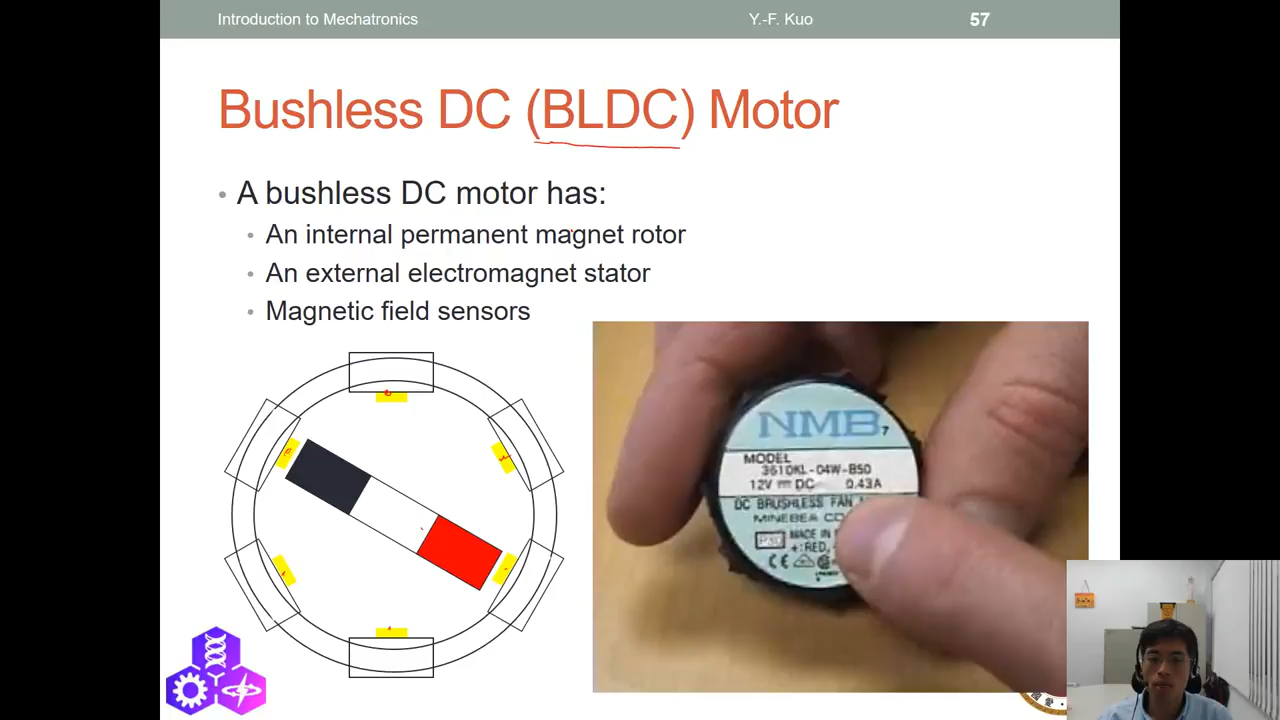 Introduction to Mechatronics
Y.-F. Kuo
57
Bushless DC (BLDC) Motor
• A bushless DC motor has:
• An internal permanent magnet rotor
• An external electromagnet stator
• Magnetic field sensors
NMB
7
MODEL
3610KL-04W-B50
12V DC 0.43A
DC BRUSHLESS FAN
MINEBEA CO
MADE IN
+:RED,